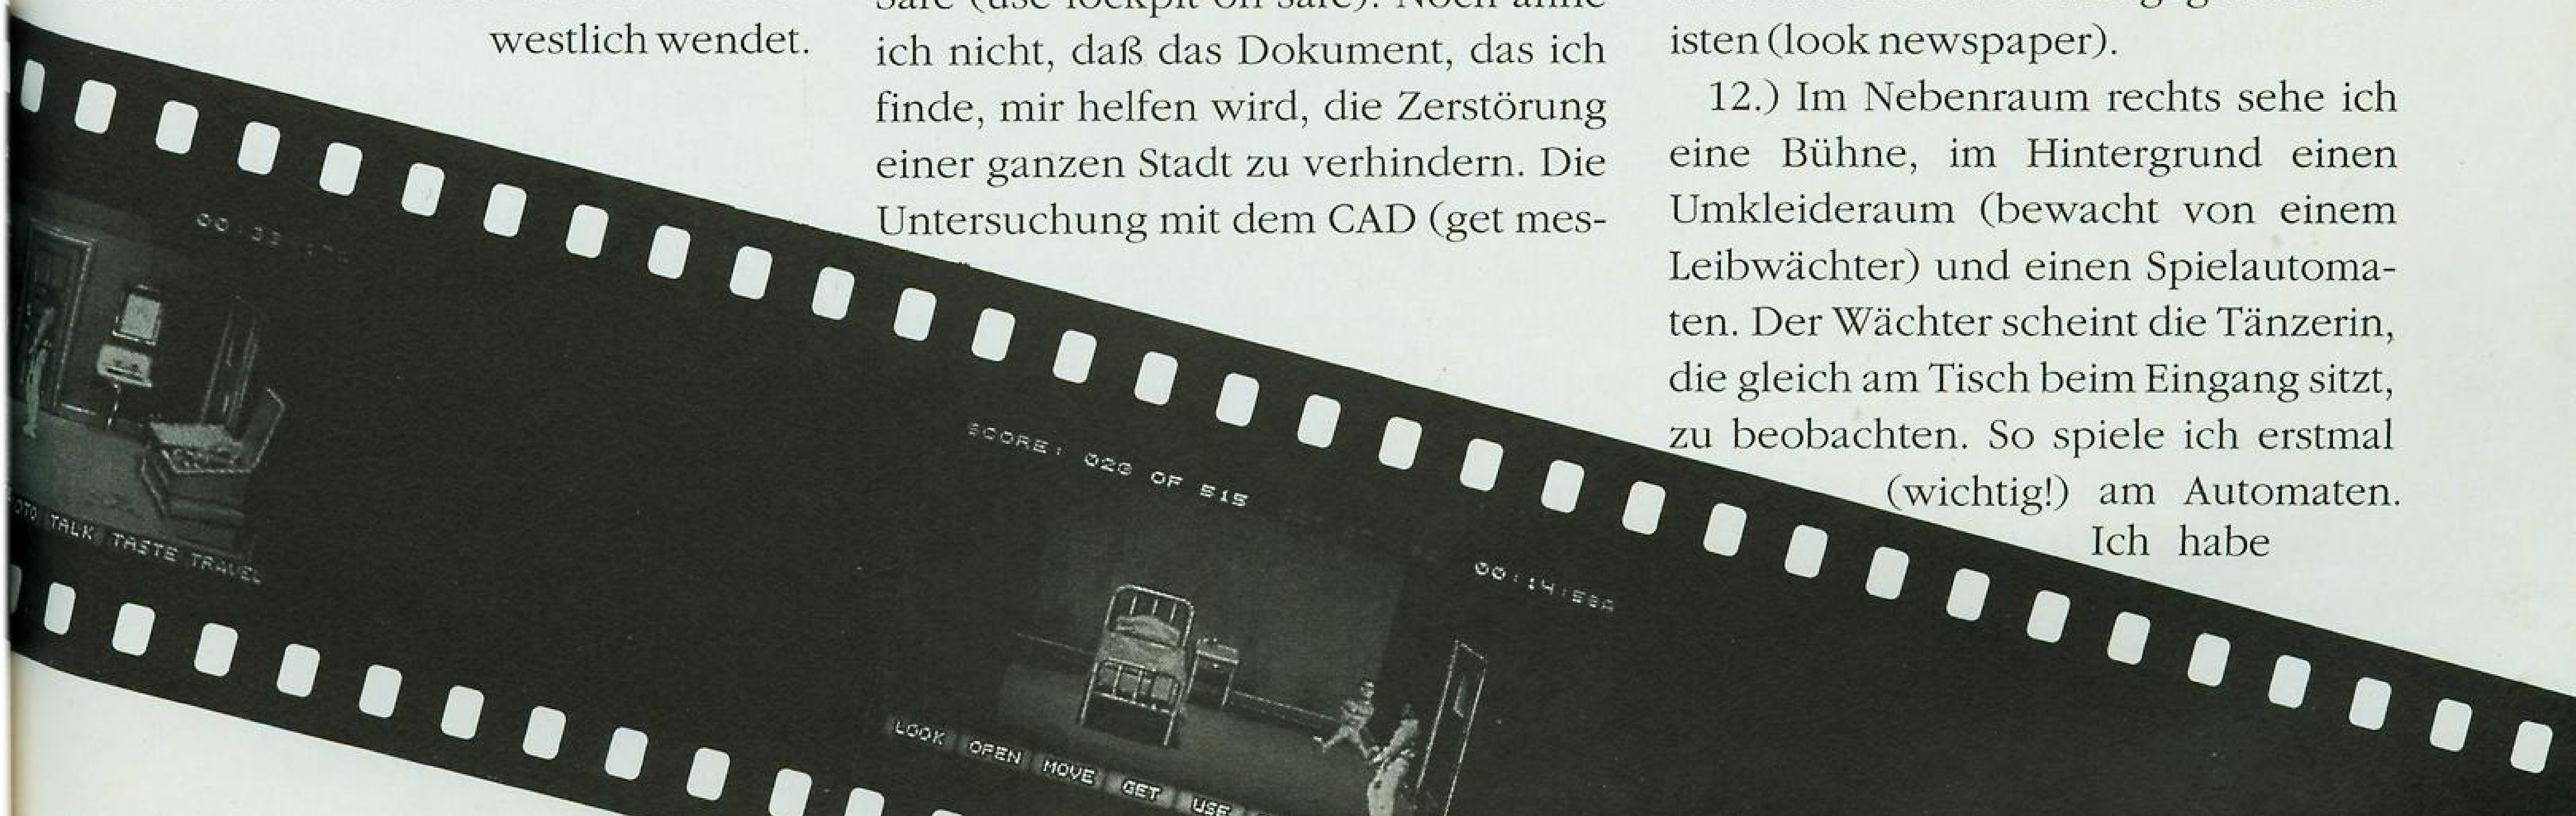 westlich wendet.
ich nicht, daß das Dokument, das ich
finde, mir helfen wird, die Zerstörung
einer ganzen Stadt zu verhindern. Die
Untersuchung mit dem CAD (get mes-
isten (look newspaper).
12.) Im Nebenraum rechts sehe ich
eine Bühne, im Hintergrund einen
Umkleideraum (bewacht von einem
Leibwächter) und einen Spielautoma-
ten. Der Wächter scheint die Tänzerin,
die gleich am Tisch beim Eingang sitzt,
zu beobachten. So spiele ich erstmal
(wichtig!) am Automaten.
Ich habe
TALK TASTE TRAVEL
SCORE: OF 515
LOOK OPEN MOVE GET USE